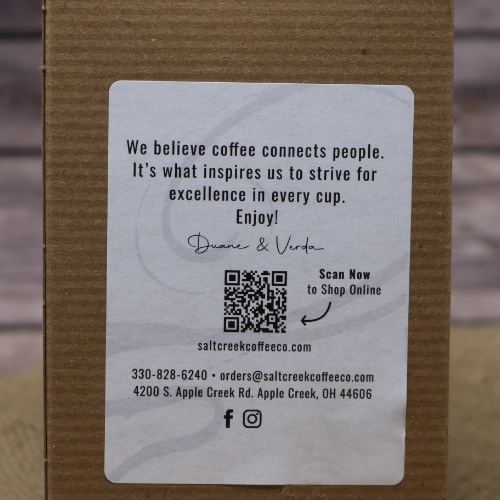 We believe coffee connects people.
It's what inspires us to strive for
excellence in every cup.
Enjoy!
Duane & Verda
Scan Now
to Shop Online
saltcreekcoffeeco.com
330-828-6240 • orders@saltcreekcoffeeco.com
4200 S. Apple Creek Rd. Apple Creek, OH 44606